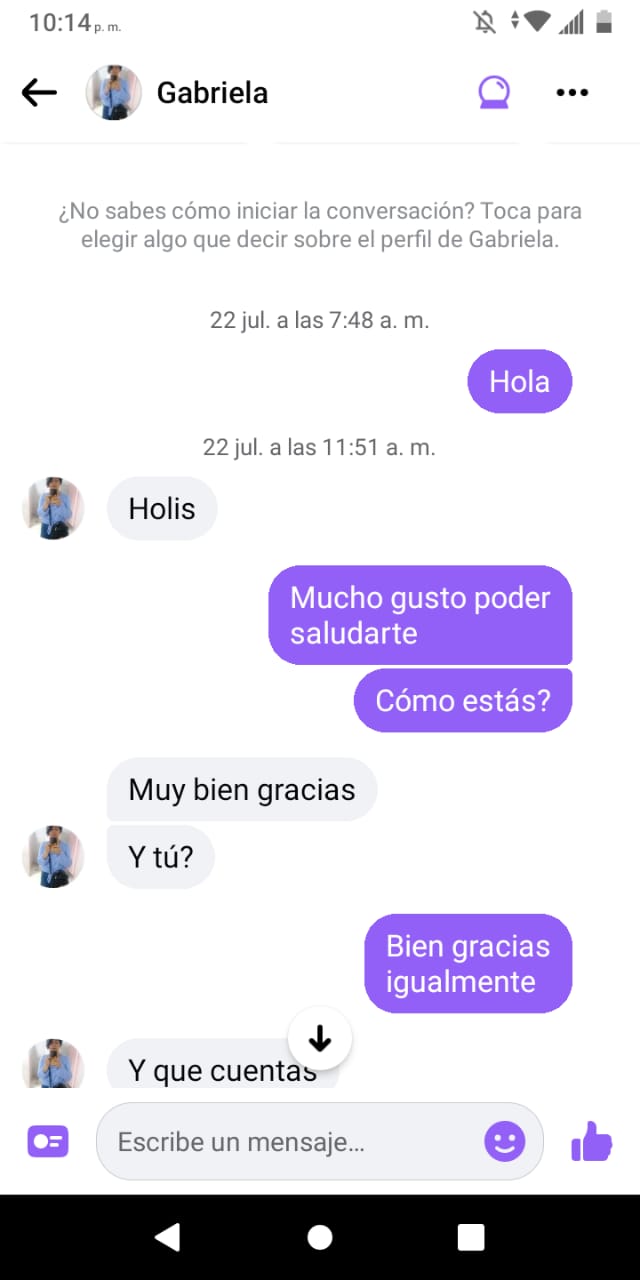 10:14 p. m.
Gabriela
¿No sabes cómo iniciar la conversación? Toca para
elegir algo que decir sobre el perfil de Gabriela.
22 jul. a las 7:48 a. m.
Hola
22 jul. a las 11:51 a. m.
Holis
Mucho gusto poder
saludarte
Cómo estás?
Muy bien gracias
Y tú?
Bien gracias
igualmente
Y que cuentas
Escribe un mensaje...